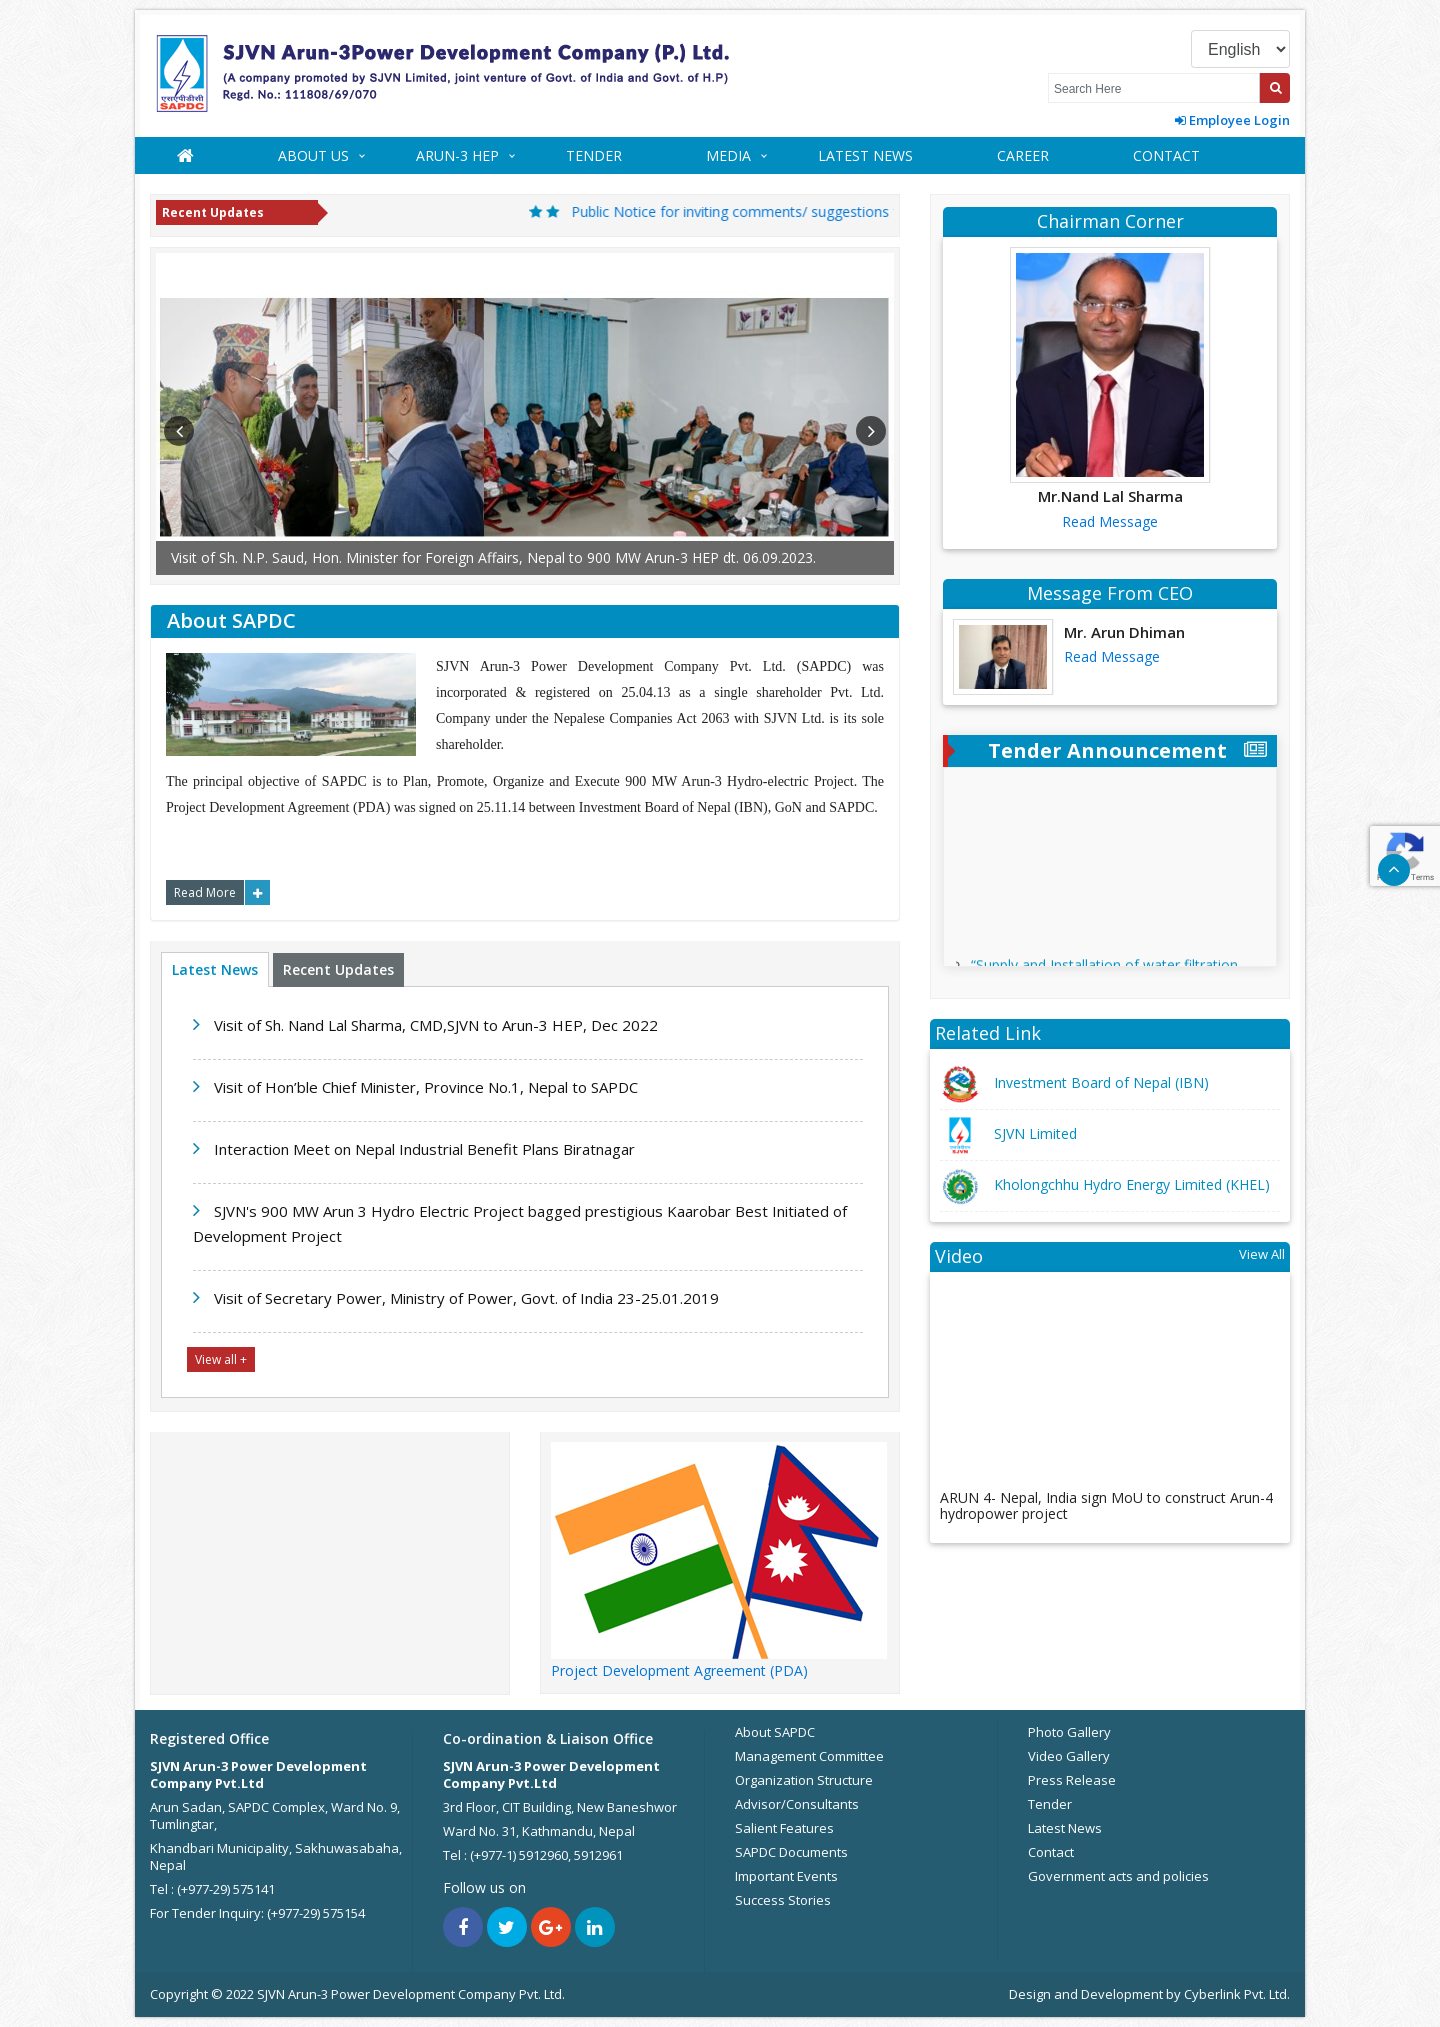 SJVN Arun-3Power Development Company (P.) Ltd.
(A company promoted by SJVN Limited, joint venture of Govt. of India and Govt. of H.P)
Regd. No.: 111808/69/070
एसएपीडीसी
SAPDC
English
Search Here
Employee Login
ABOUT US
ARUN-3 HEP
TENDER
MEDIA
LATEST NEWS
CAREER
CONTACT
Recent Updates
Public Notice for inviting comments/ suggestions
Visit of Sh. N.P. Saud, Hon. Minister for Foreign Affairs, Nepal to 900 MW Arun-3 HEP dt. 06.09.2023.
About SAPDC
SJVN Arun-3 Power Development Company Pvt. Ltd. (SAPDC) was
incorporated & registered on 25.04.13 as a single shareholder Pvt. Ltd.
Company under the Nepalese Companies Act 2063 with SJVN Ltd. is its sole
shareholder.
The principal objective of SAPDC is to Plan, Promote, Organize and Execute 900 MW Arun-3 Hydro-electric Project. The
Project Development Agreement (PDA) was signed on 25.11.14 between Investment Board of Nepal (IBN), GoN and SAPDC.
Read More
Latest News
Recent Updates
Visit of Sh. Nand Lal Sharma, CMD,SJVN to Arun-3 HEP, Dec 2022
Visit of Hon’ble Chief Minister, Province No.1, Nepal to SAPDC
Interaction Meet on Nepal Industrial Benefit Plans Biratnagar
SJVN's 900 MW Arun 3 Hydro Electric Project bagged prestigious Kaarobar Best Initiated of
Development Project
Visit of Secretary Power, Ministry of Power, Govt. of India 23-25.01.2019
View all +
Project Development Agreement (PDA)
Chairman Corner
Mr.Nand Lal Sharma
Read Message
Message From CEO
Mr. Arun Dhiman
Read Message
Tender Announcement
“Supply and Installation of water filtration
Related Link
Investment Board of Nepal (IBN)
SJVN
SJVN Limited
Kholongchhu Hydro Energy Limited (KHEL)
Video
View All
ARUN 4- Nepal, India sign MoU to construct Arun-4
hydropower project
Terms
Registered Office
SJVN Arun-3 Power Development
Company Pvt.Ltd
Arun Sadan, SAPDC Complex, Ward No. 9,
Tumlingtar,
Khandbari Municipality, Sakhuwasabaha,
Nepal
Tel : (+977-29) 575141
For Tender Inquiry: (+977-29) 575154
Co-ordination & Liaison Office
SJVN Arun-3 Power Development
Company Pvt.Ltd
3rd Floor, CIT Building, New Baneshwor
Ward No. 31, Kathmandu, Nepal
Tel : (+977-1) 5912960, 5912961
Follow us on
About SAPDC
Management Committee
Organization Structure
Advisor/Consultants
Salient Features
SAPDC Documents
Important Events
Success Stories
Photo Gallery
Video Gallery
Press Release
Tender
Latest News
Contact
Government acts and policies
Copyright © 2022 SJVN Arun-3 Power Development Company Pvt. Ltd.
Design and Development by Cyberlink Pvt. Ltd.